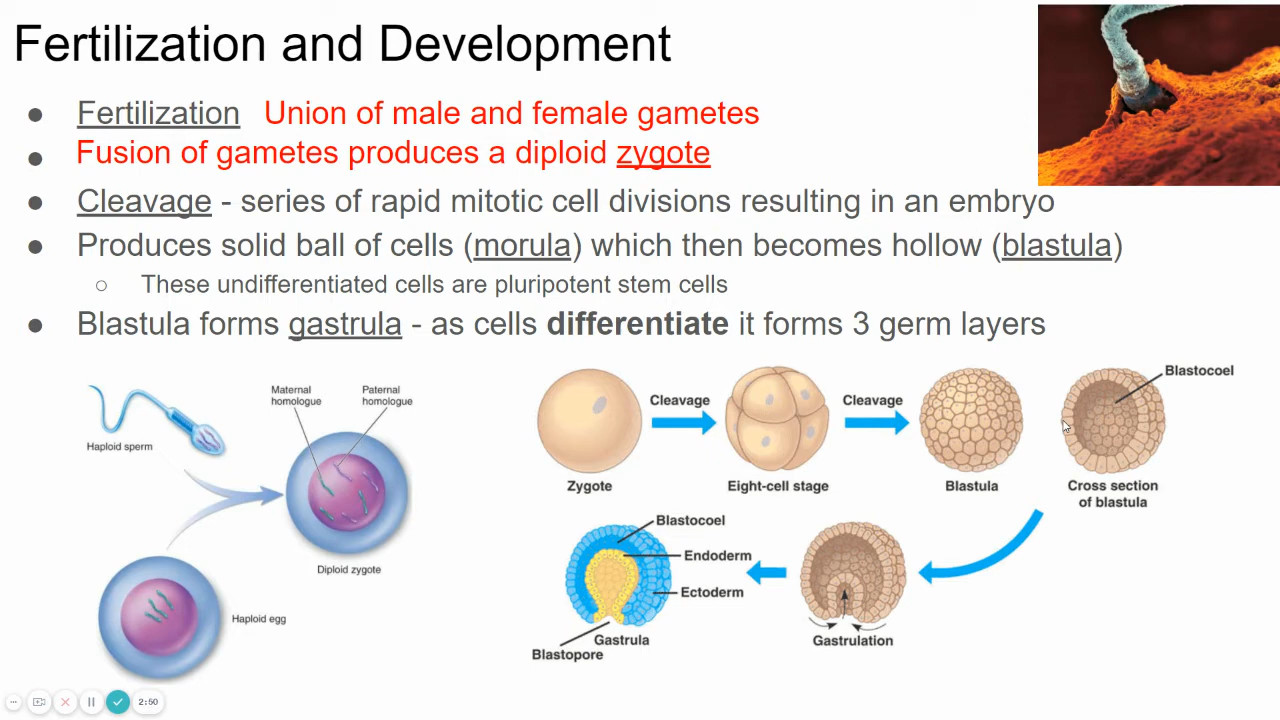 Fertilization and Development
● Fertilization Union of male and female gametes
● Fusion of gametes produces a diploid zygote
● Cleavage - series of rapid mitotic cell divisions resulting in an embryo
● Produces solid ball of cells (morula) which then becomes hollow (blastula)
○ These undifferentiated cells are pluripotent stem cells
● Blastula forms gastrula - as cells differentiate it forms 3 germ layers
Maternal
homologue
Paternal
homologue
Haploid sperm
Diploid zygote
Haploid egg
Cleavage
Cleavage
Blastocoel
Zygote
Eight-cell stage
Blastula
Cross section
of blastula
Blastocoel
Endoderm
Ectoderm
Gastrula
Blastopore
Gastrulation
2:50